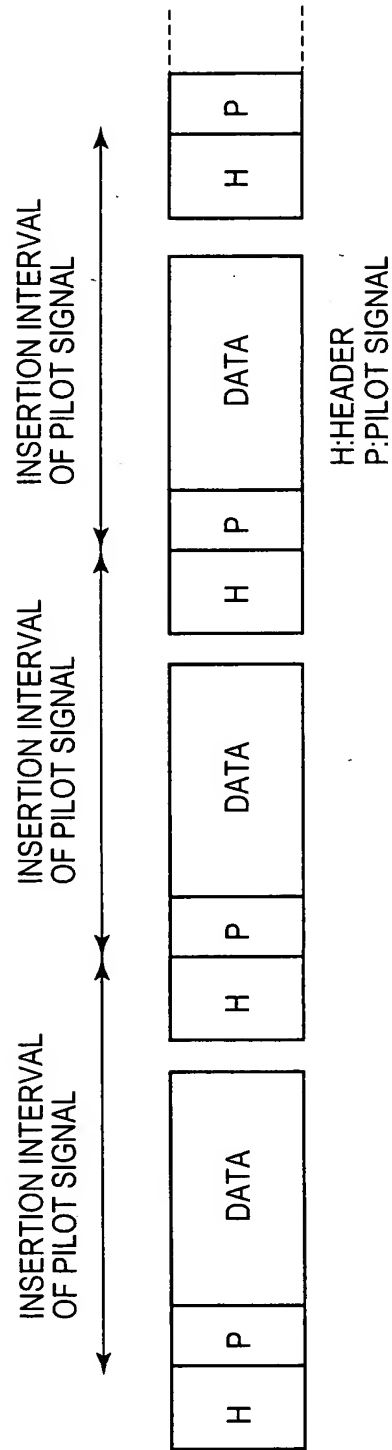 INSERTION INTERVAL
OF PILOT SIGNAL
INSERTION INTERVAL
OF PILOT SIGNAL
INSERTION INTERVAL
OF PILOT SIGNAL
H P DATA H P DATA H P DATA H P
H:HEADER
P:PILOT SIGNAL